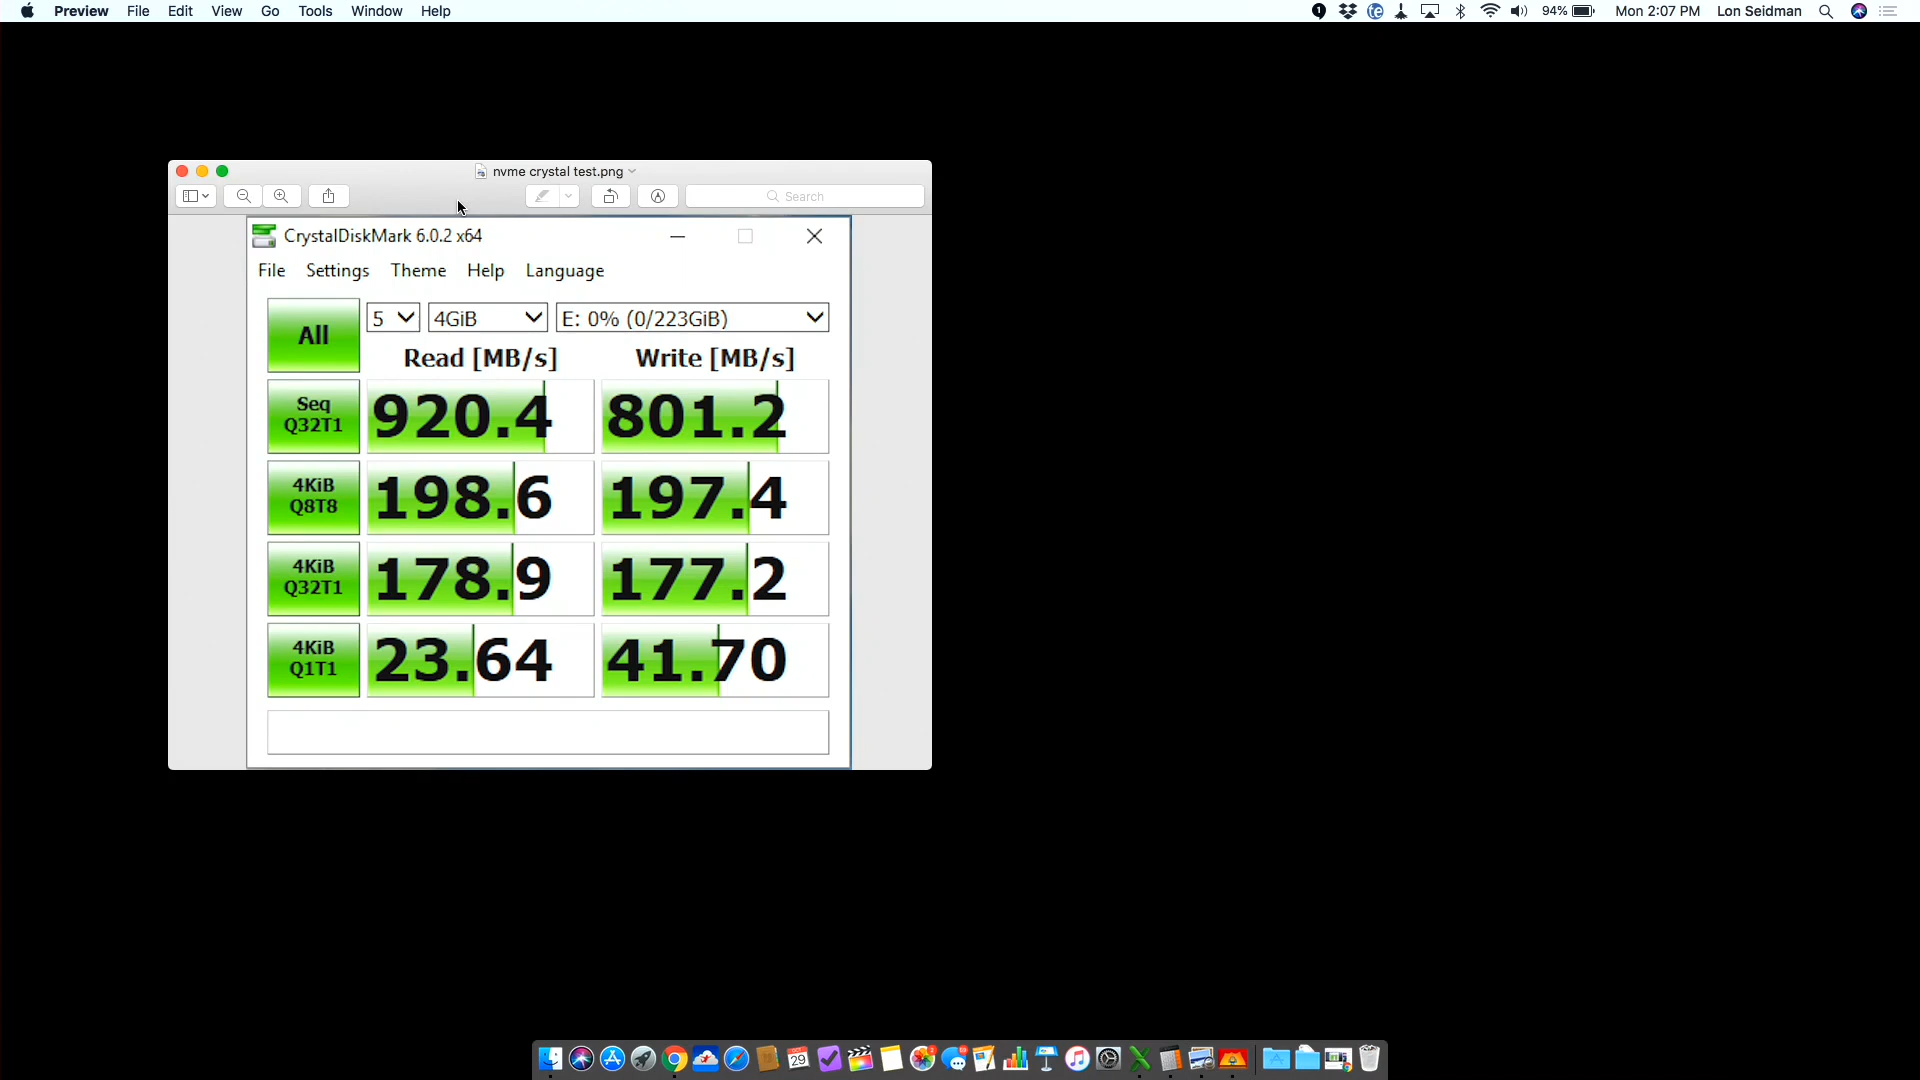 Preview File Edit View Go Tools Window Help 94% Mon 2:07 PM Lon Seidman
nvme crystal test.png
Search
CrystalDiskMark 6.0.2 x64
File Settings Theme Help Language
All 5 4GiB E: 0% (0/223GiB)
Read [MB/s] Write [MB/s]
Seq
Q32T1 920.4 801.2
4KiB
Q8T8 198.6 197.4
4KiB
Q32T1 178.9 177.2
4KiB
Q1T1 23.64 41.70
OCT
29